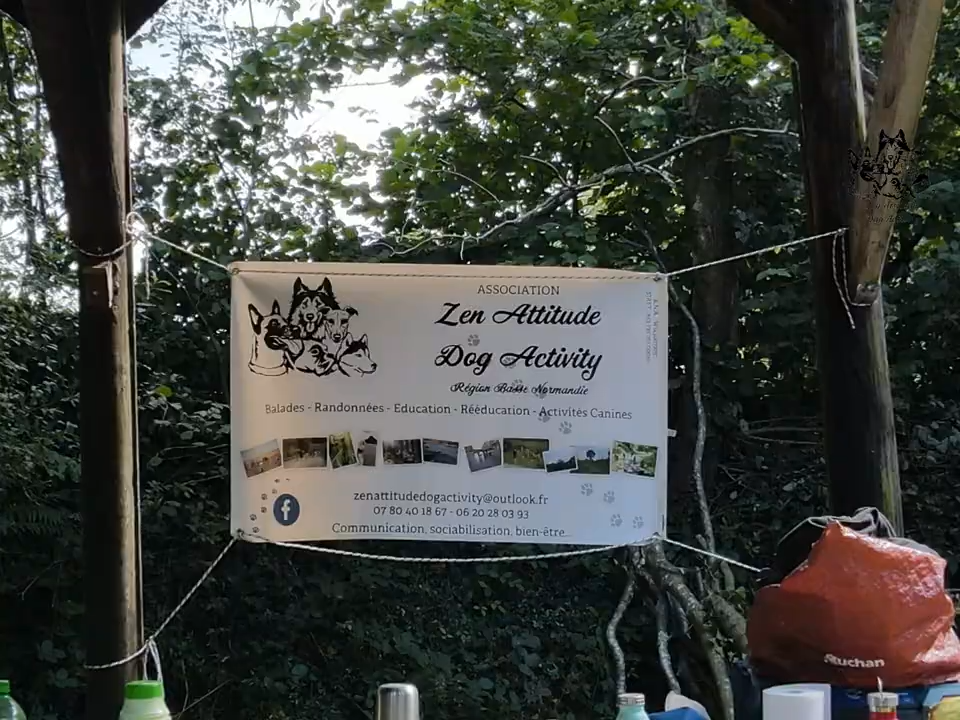 ASSOCIATION
Zen Attitude
Dog Activity
Région Basse Normandie
Balades - Randonnées - Education - Rééducation - Activités Canines
zenattitudedogactivity@outlook.fr
07 80 40 18 67 - 06 20 28 03 93
Communication, sociabilisation, bien-être...
f
Auchan